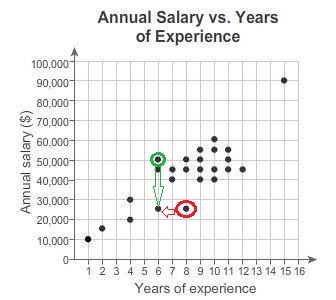 Annual Salary vs. Years
of Experience
Annual salary ($)
100,000
90,000
80,000
70,000
60,000
50,000
40,000
30,000
20,000
10,000
0
1 2 3 4 5 6 7 8 9 10 11 12 13 14 15 16
Years of experience